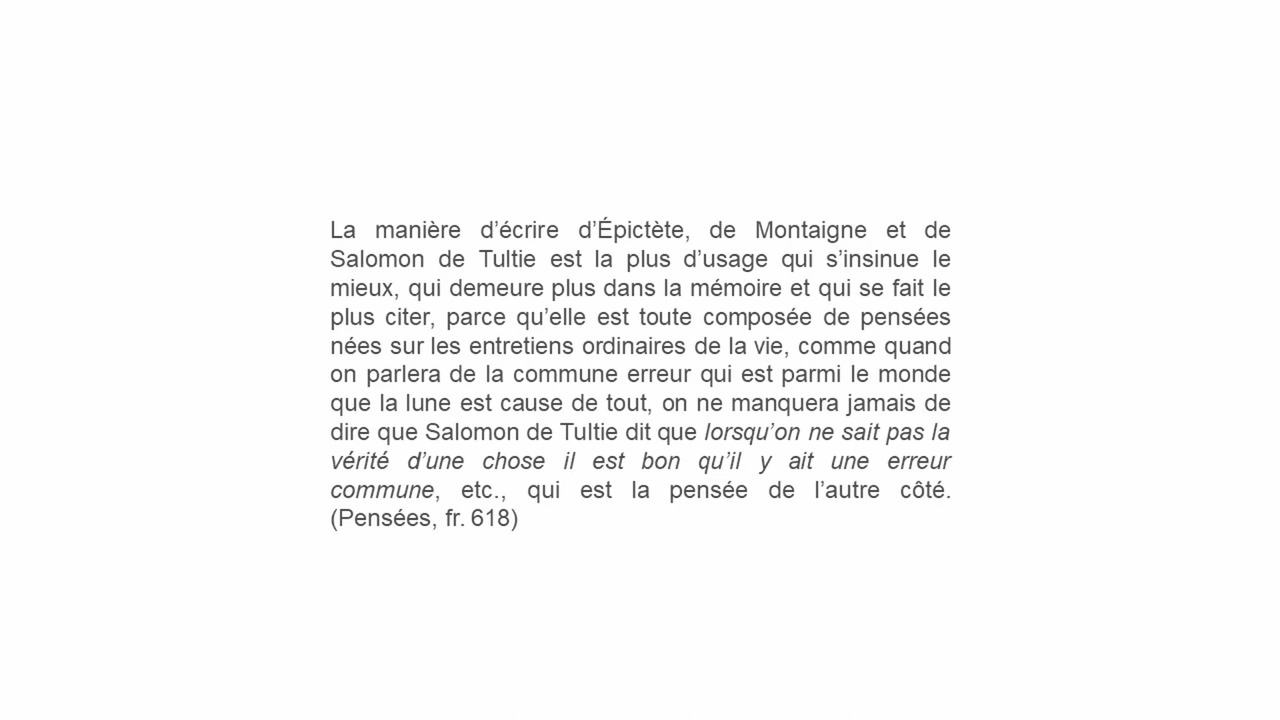 La manière d’écrire d’Épictète, de Montaigne et de
Salomon de Tultie est la plus d’usage qui s’insinue le
mieux, qui demeure plus dans la mémoire et qui se fait le
plus citer, parce qu’elle est toute composée de pensées
nées sur les entretiens ordinaires de la vie, comme quand
on parlera de la commune erreur qui est parmi le monde
que la lune est cause de tout, on ne manquera jamais de
dire que Salomon de Tultie dit que lorsqu’on ne sait pas la
vérité d’une chose il est bon qu’il y ait une erreur
commune, etc., qui est la pensée de l’autre côté.
(Pensées, fr. 618)